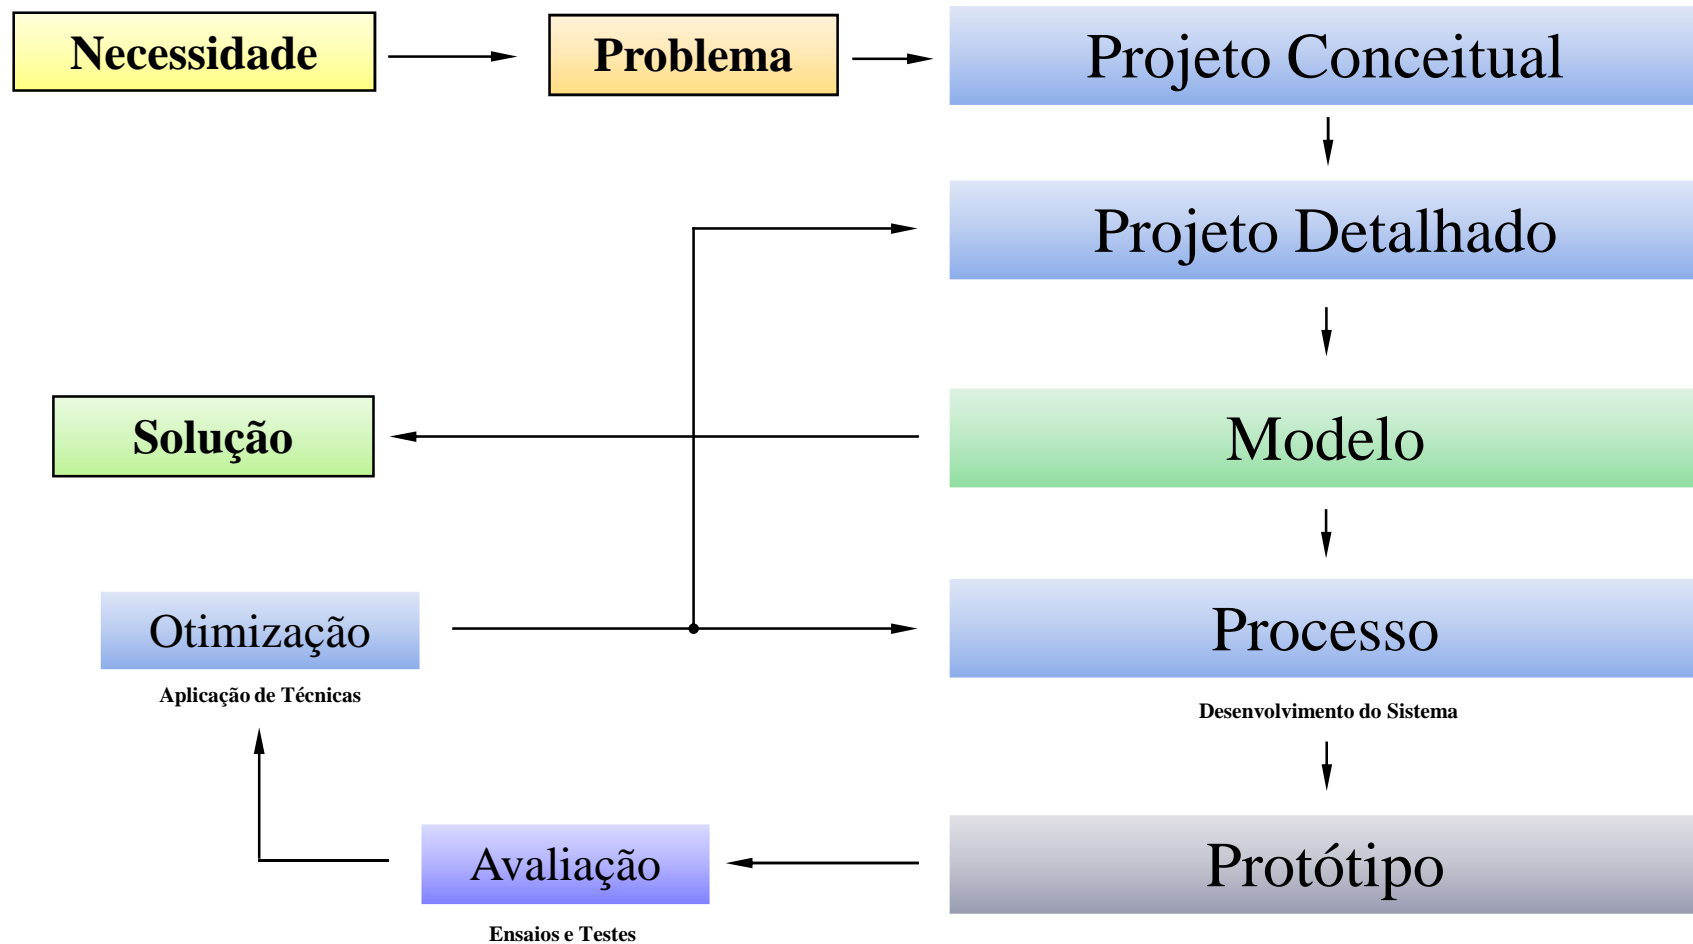 Necessidade
Problema
Projeto Conceitual
Projeto Detalhado
Solução
Modelo
Otimização
Aplicação de Técnicas
Processo
Desenvolvimento do Sistema
Avaliação
Ensaios e Testes
Protótipo